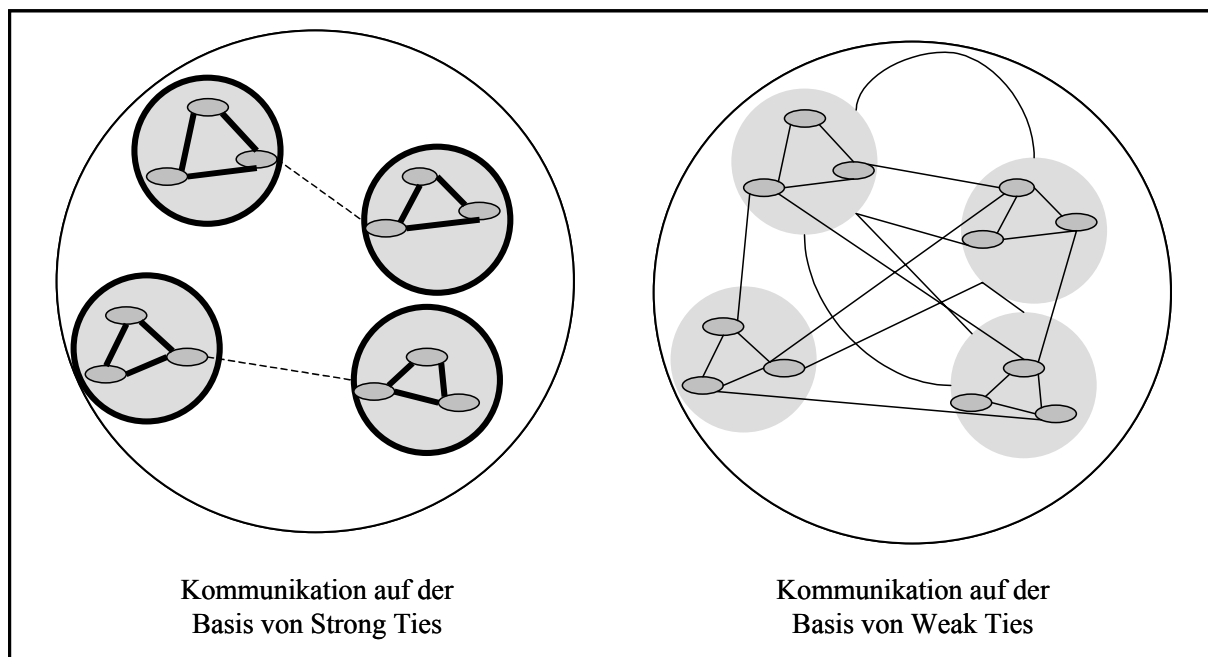 Kommunikation auf der
Basis von Strong Ties
Kommunikation auf der
Basis von Weak Ties